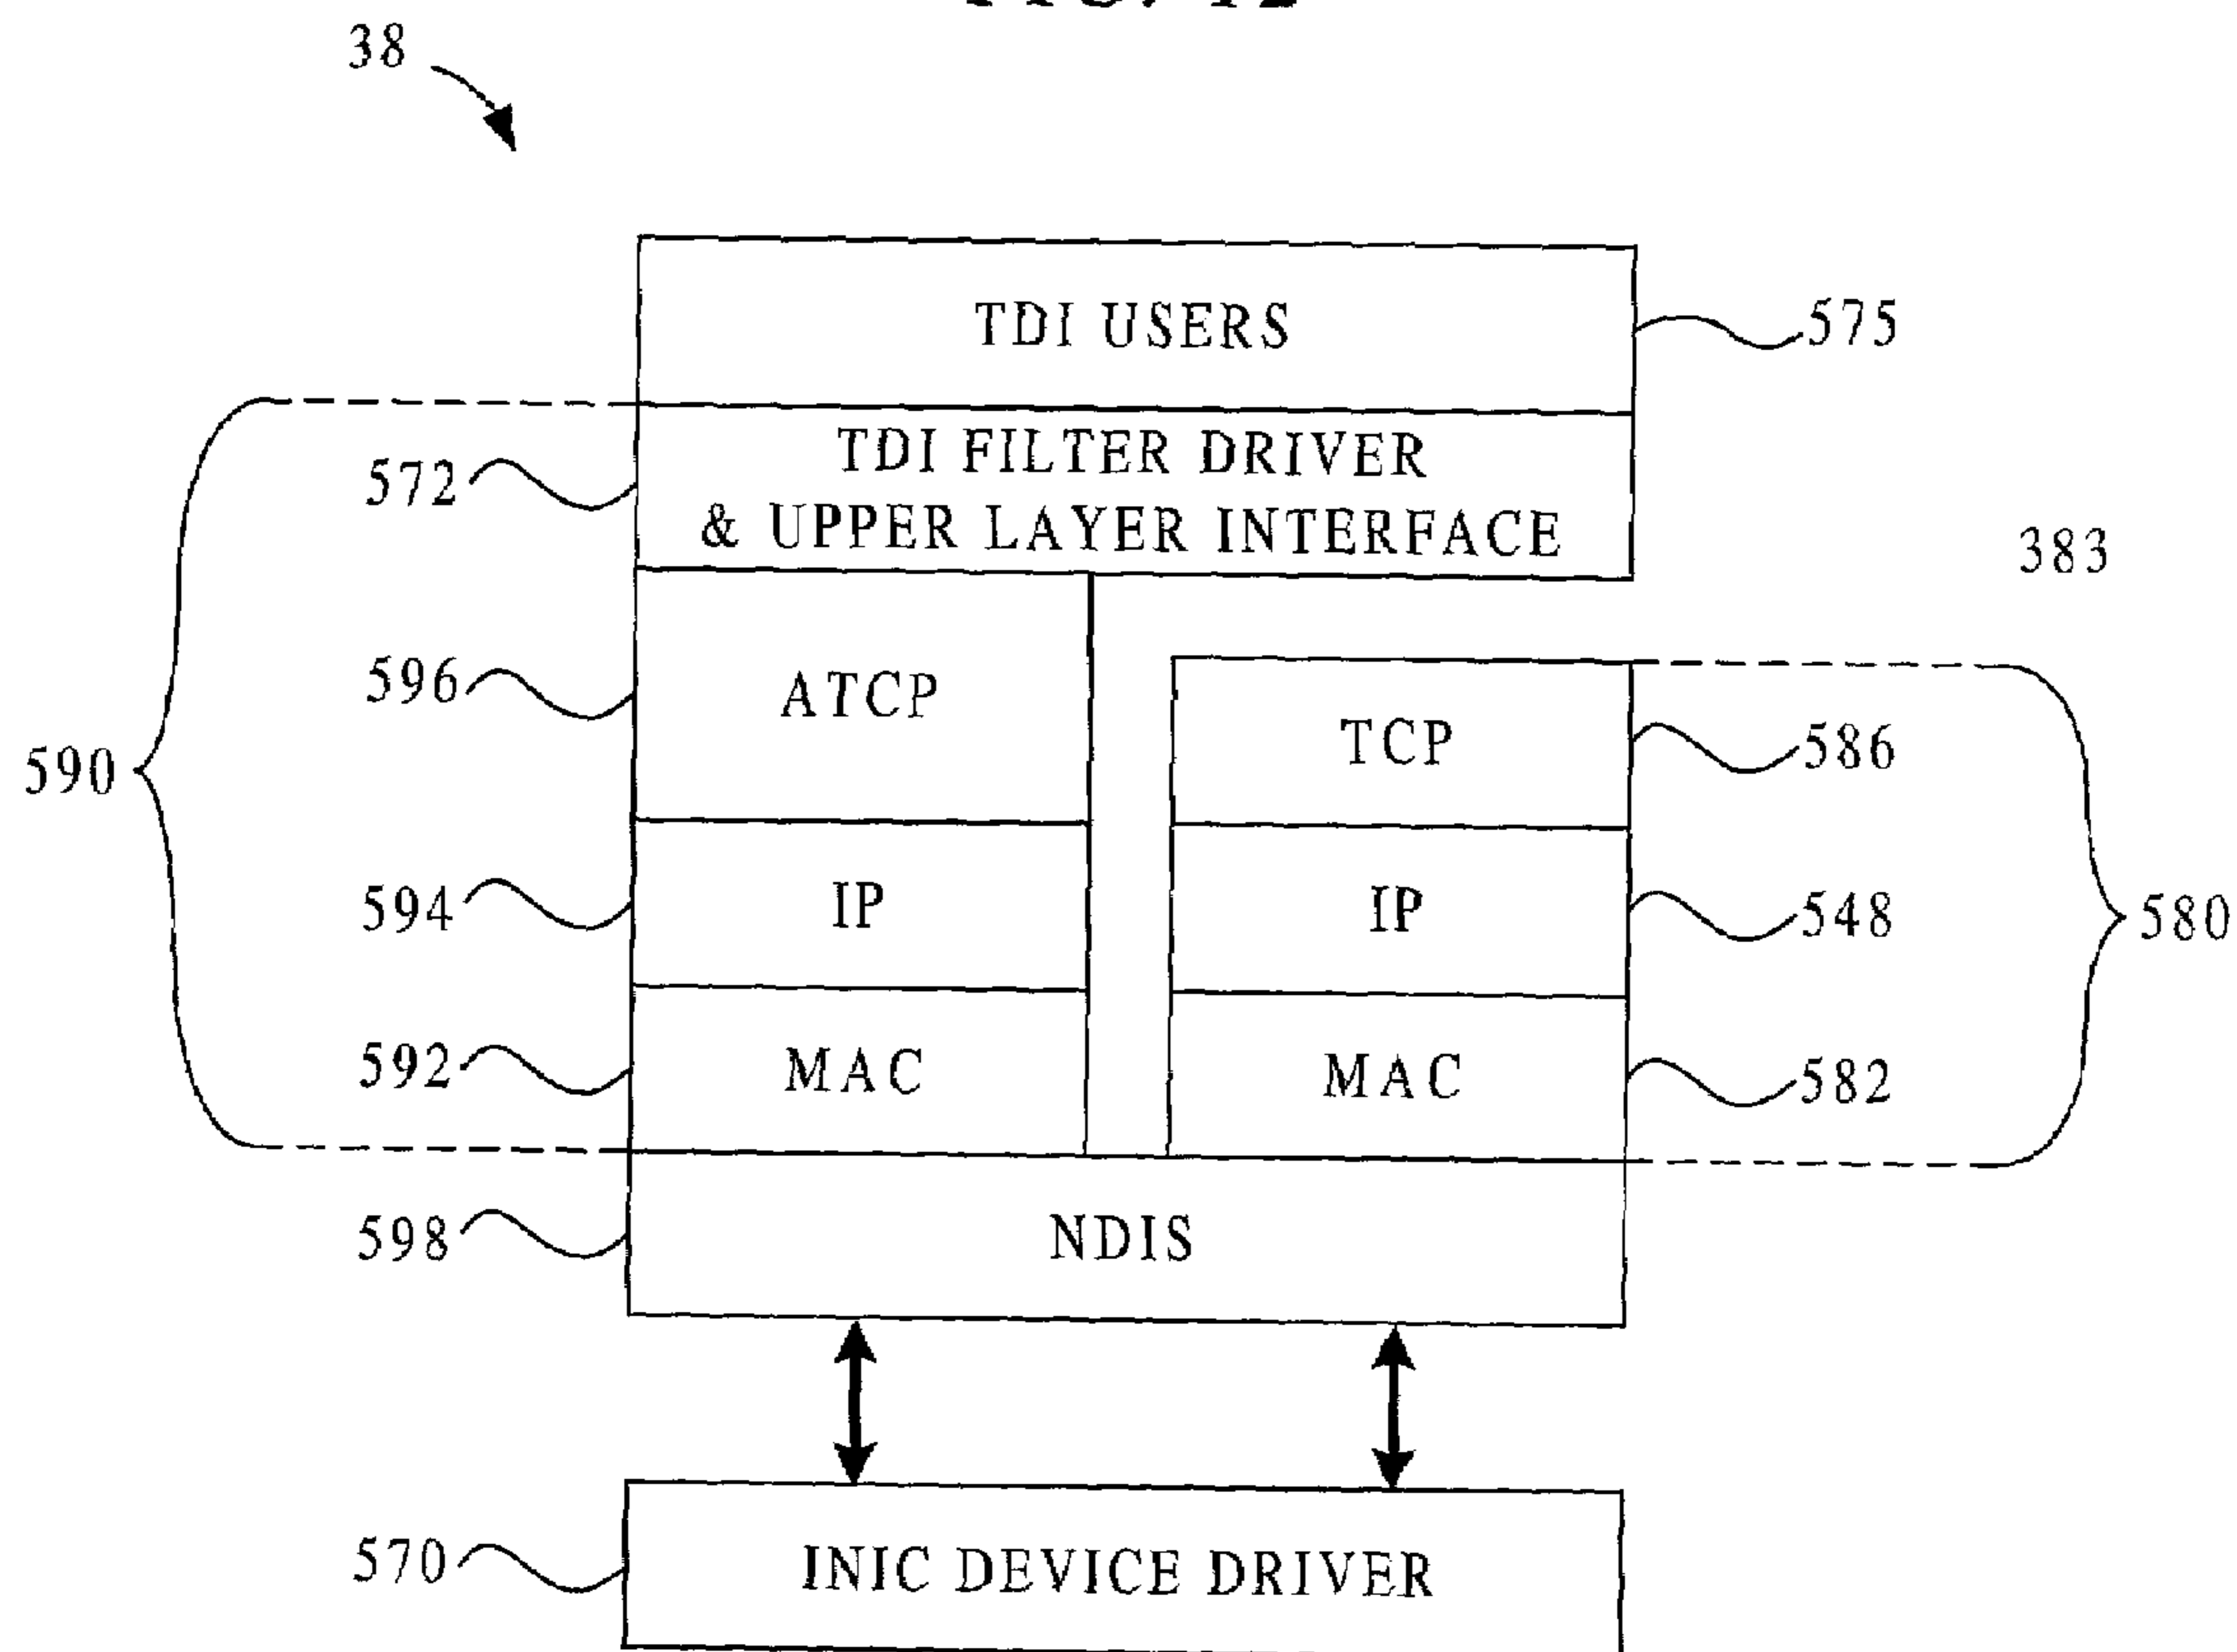 38
TDI USERS
575
TDI FILTER DRIVER
& UPPER LAYER INTERFACE
572
383
596
ATCP
TCP
586
590
594
IP
IP
548
580
592
MAC
MAC
582
598
NDIS
570
INIC DEVICE DRIVER